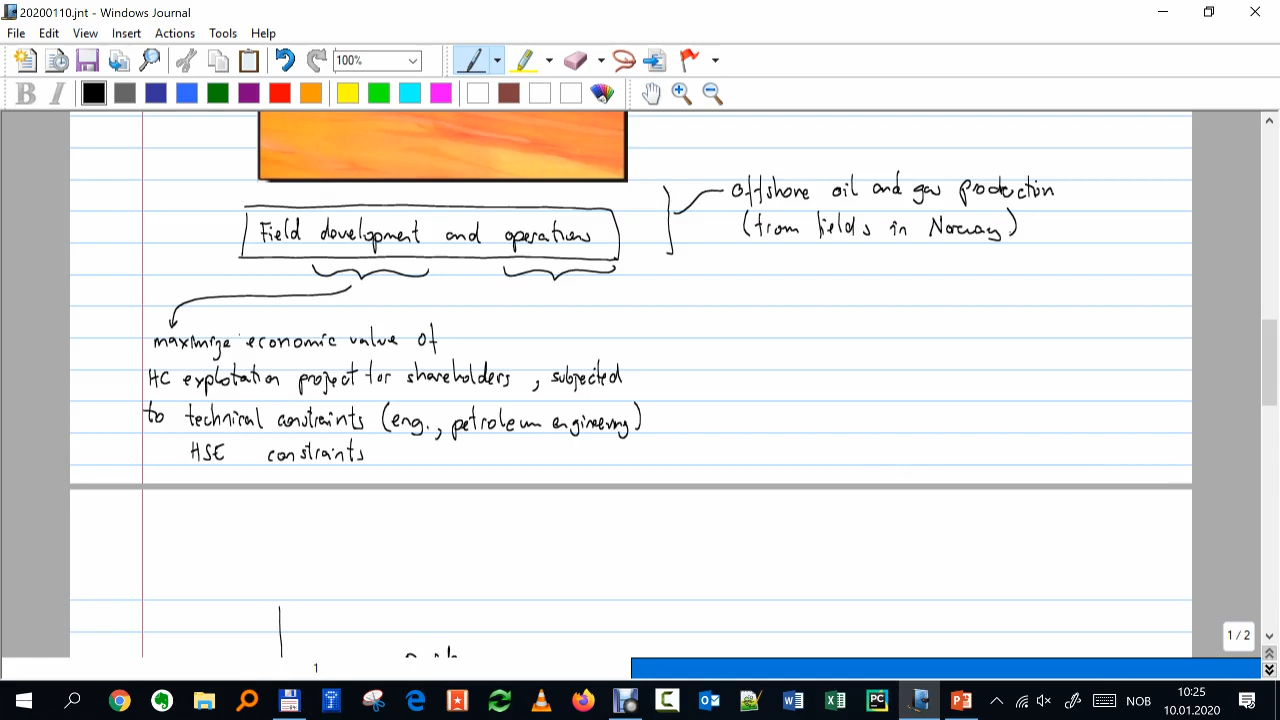 20200110.jnt - Windows Journal
File Edit View Insert Actions Tools Help
100%
B I
offshore oil and gas production
(from fields in Norway)
Field development and operations
maximize economic value of
HC explotation project for shareholders , subjected
to technical constraints (eng., petroleum engineering)
HSE constraints
1 / 2
1
NOB
10:25
10.01.2020